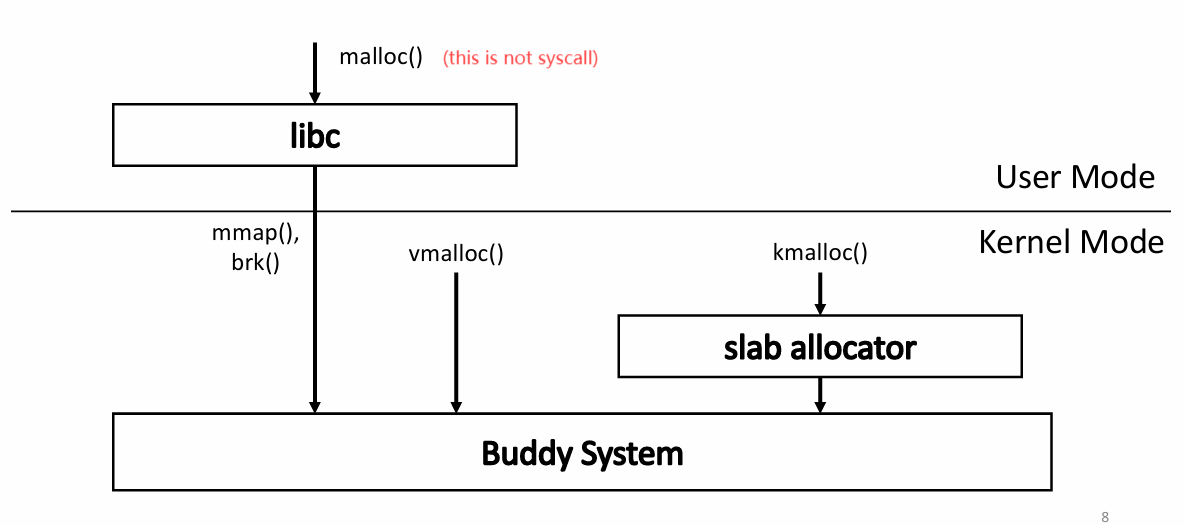 malloc() (this is not syscall)
libc
User Mode
Kernel Mode
mmap(),
brk()
vmalloc()
kmalloc()
slab allocator
Buddy System
8